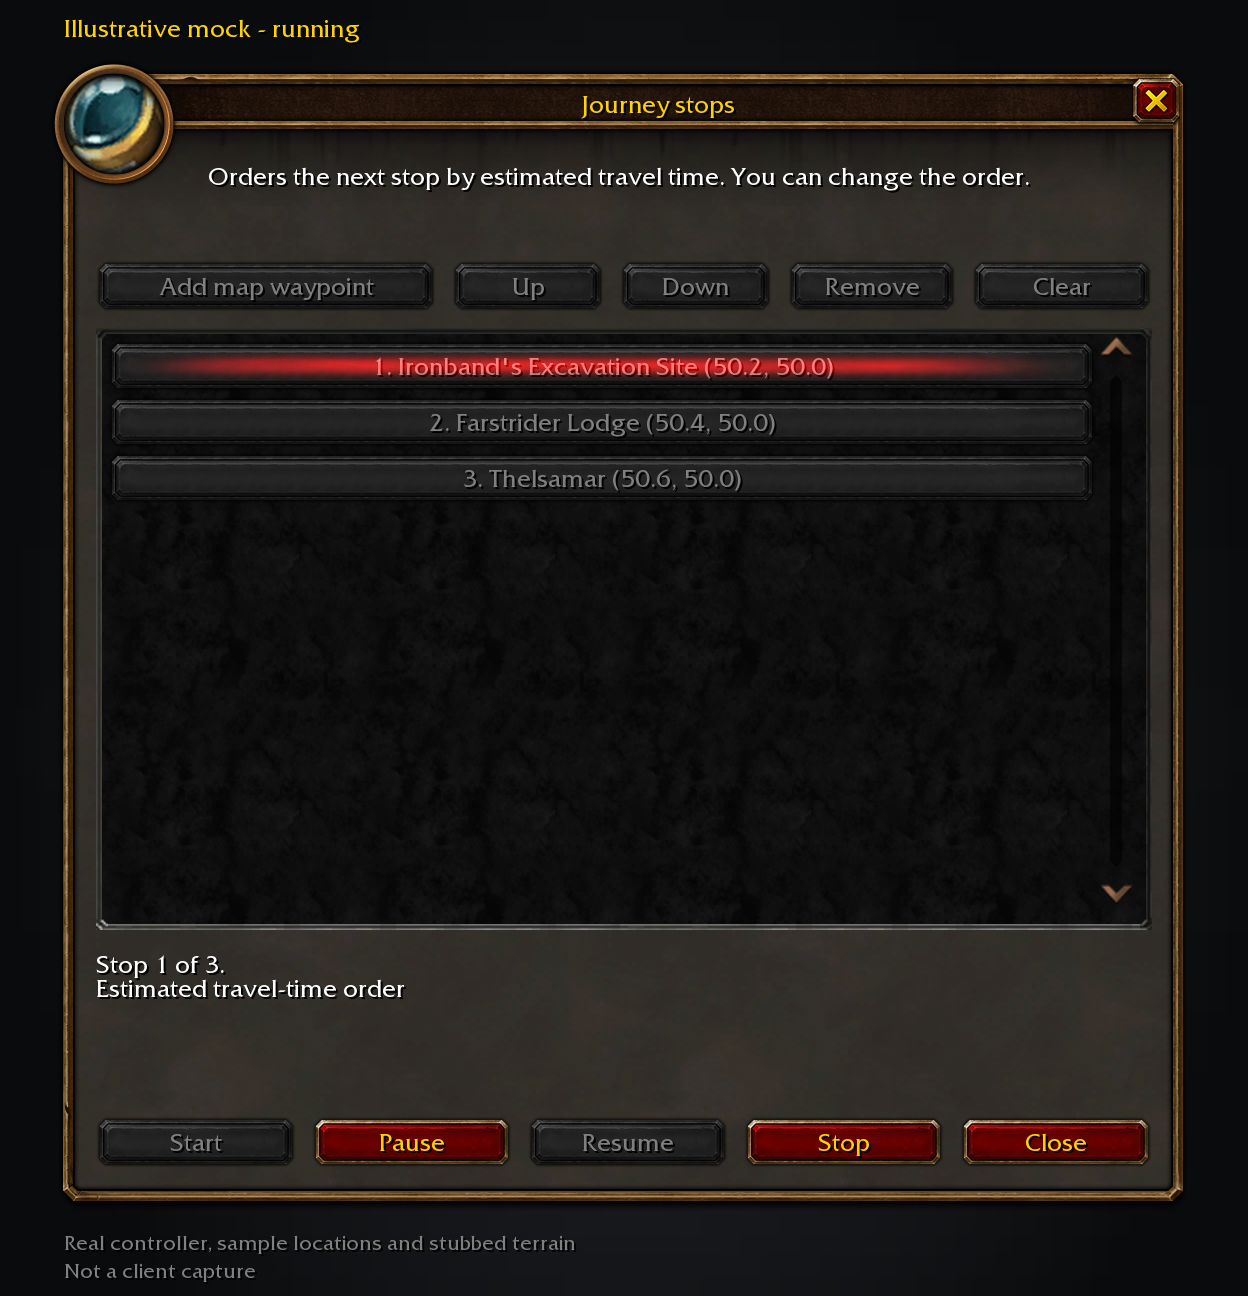 Illustrative mock - running
Journey stops
Orders the next stop by estimated travel time. You can change the order.
Add map waypoint
Up
Down
Remove
Clear
1. Ironband's Excavation Site (50.2, 50.0)
2. Farstrider Lodge (50.4, 50.0)
3. Thelsamar (50.6, 50.0)
Stop 1 of 3.
Estimated travel-time order
Start
Pause
Resume
Stop
Close
Real controller, sample locations and stubbed terrain
Not a client capture